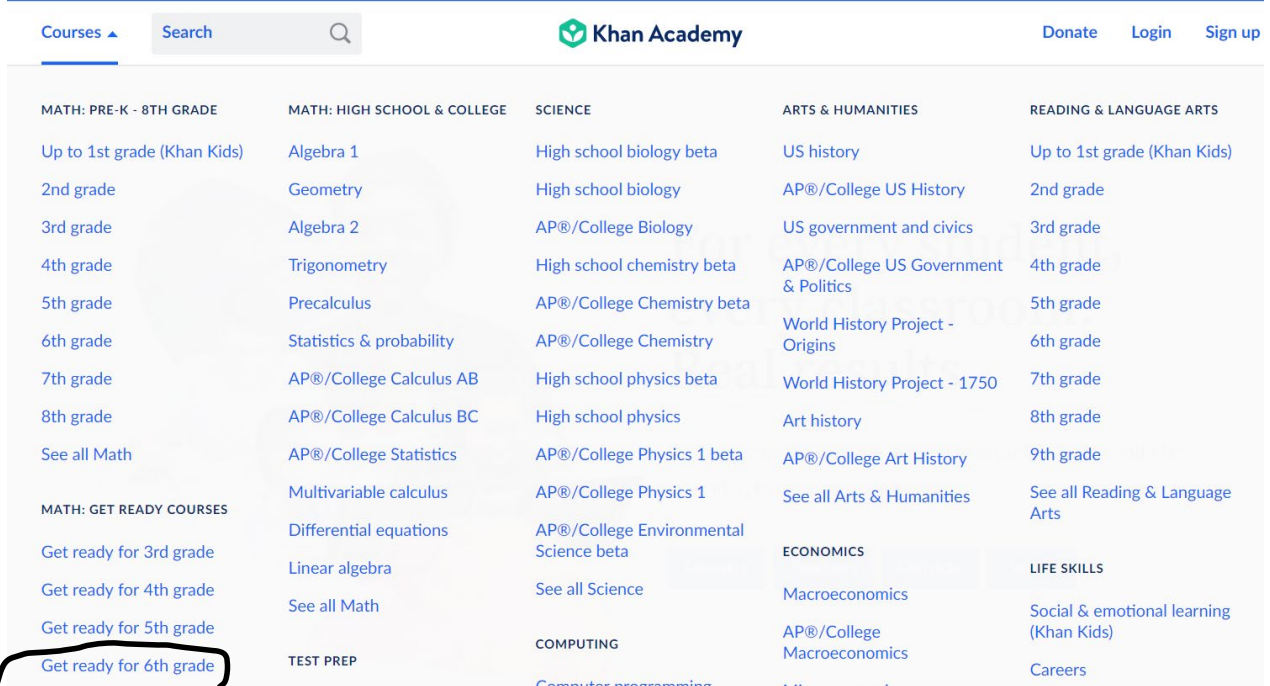 Courses
Search
Khan Academy
Donate
Login
Sign up
MATH: PRE-K - 8TH GRADE
Up to 1st grade (Khan Kids)
2nd grade
3rd grade
4th grade
5th grade
6th grade
7th grade
8th grade
See all Math
MATH: GET READY COURSES
Get ready for 3rd grade
Get ready for 4th grade
Get ready for 5th grade
Get ready for 6th grade
MATH: HIGH SCHOOL & COLLEGE
Algebra 1
Geometry
Algebra 2
Trigonometry
Precalculus
Statistics & probability
AP®/College Calculus AB
AP®/College Calculus BC
AP®/College Statistics
Multivariable calculus
Differential equations
Linear algebra
See all Math
TEST PREP
SCIENCE
High school biology beta
High school biology
AP®/College Biology
High school chemistry beta
AP®/College Chemistry beta
AP®/College Chemistry
High school physics beta
High school physics
AP®/College Physics 1 beta
AP®/College Physics 1
AP®/College Environmental
Science beta
See all Science
COMPUTING
Computer programming
ARTS & HUMANITIES
US history
AP®/College US History
US government and civics
AP®/College US Government
& Politics
World History Project -
Origins
World History Project - 1750
Art history
AP®/College Art History
See all Arts & Humanities
ECONOMICS
Macroeconomics
AP®/College
Macroeconomics
READING & LANGUAGE ARTS
Up to 1st grade (Khan Kids)
2nd grade
3rd grade
4th grade
5th grade
6th grade
7th grade
8th grade
9th grade
See all Reading & Language
Arts
LIFE SKILLS
Social & emotional learning
(Khan Kids)
Careers
For every student,
every classroom.
Real results.